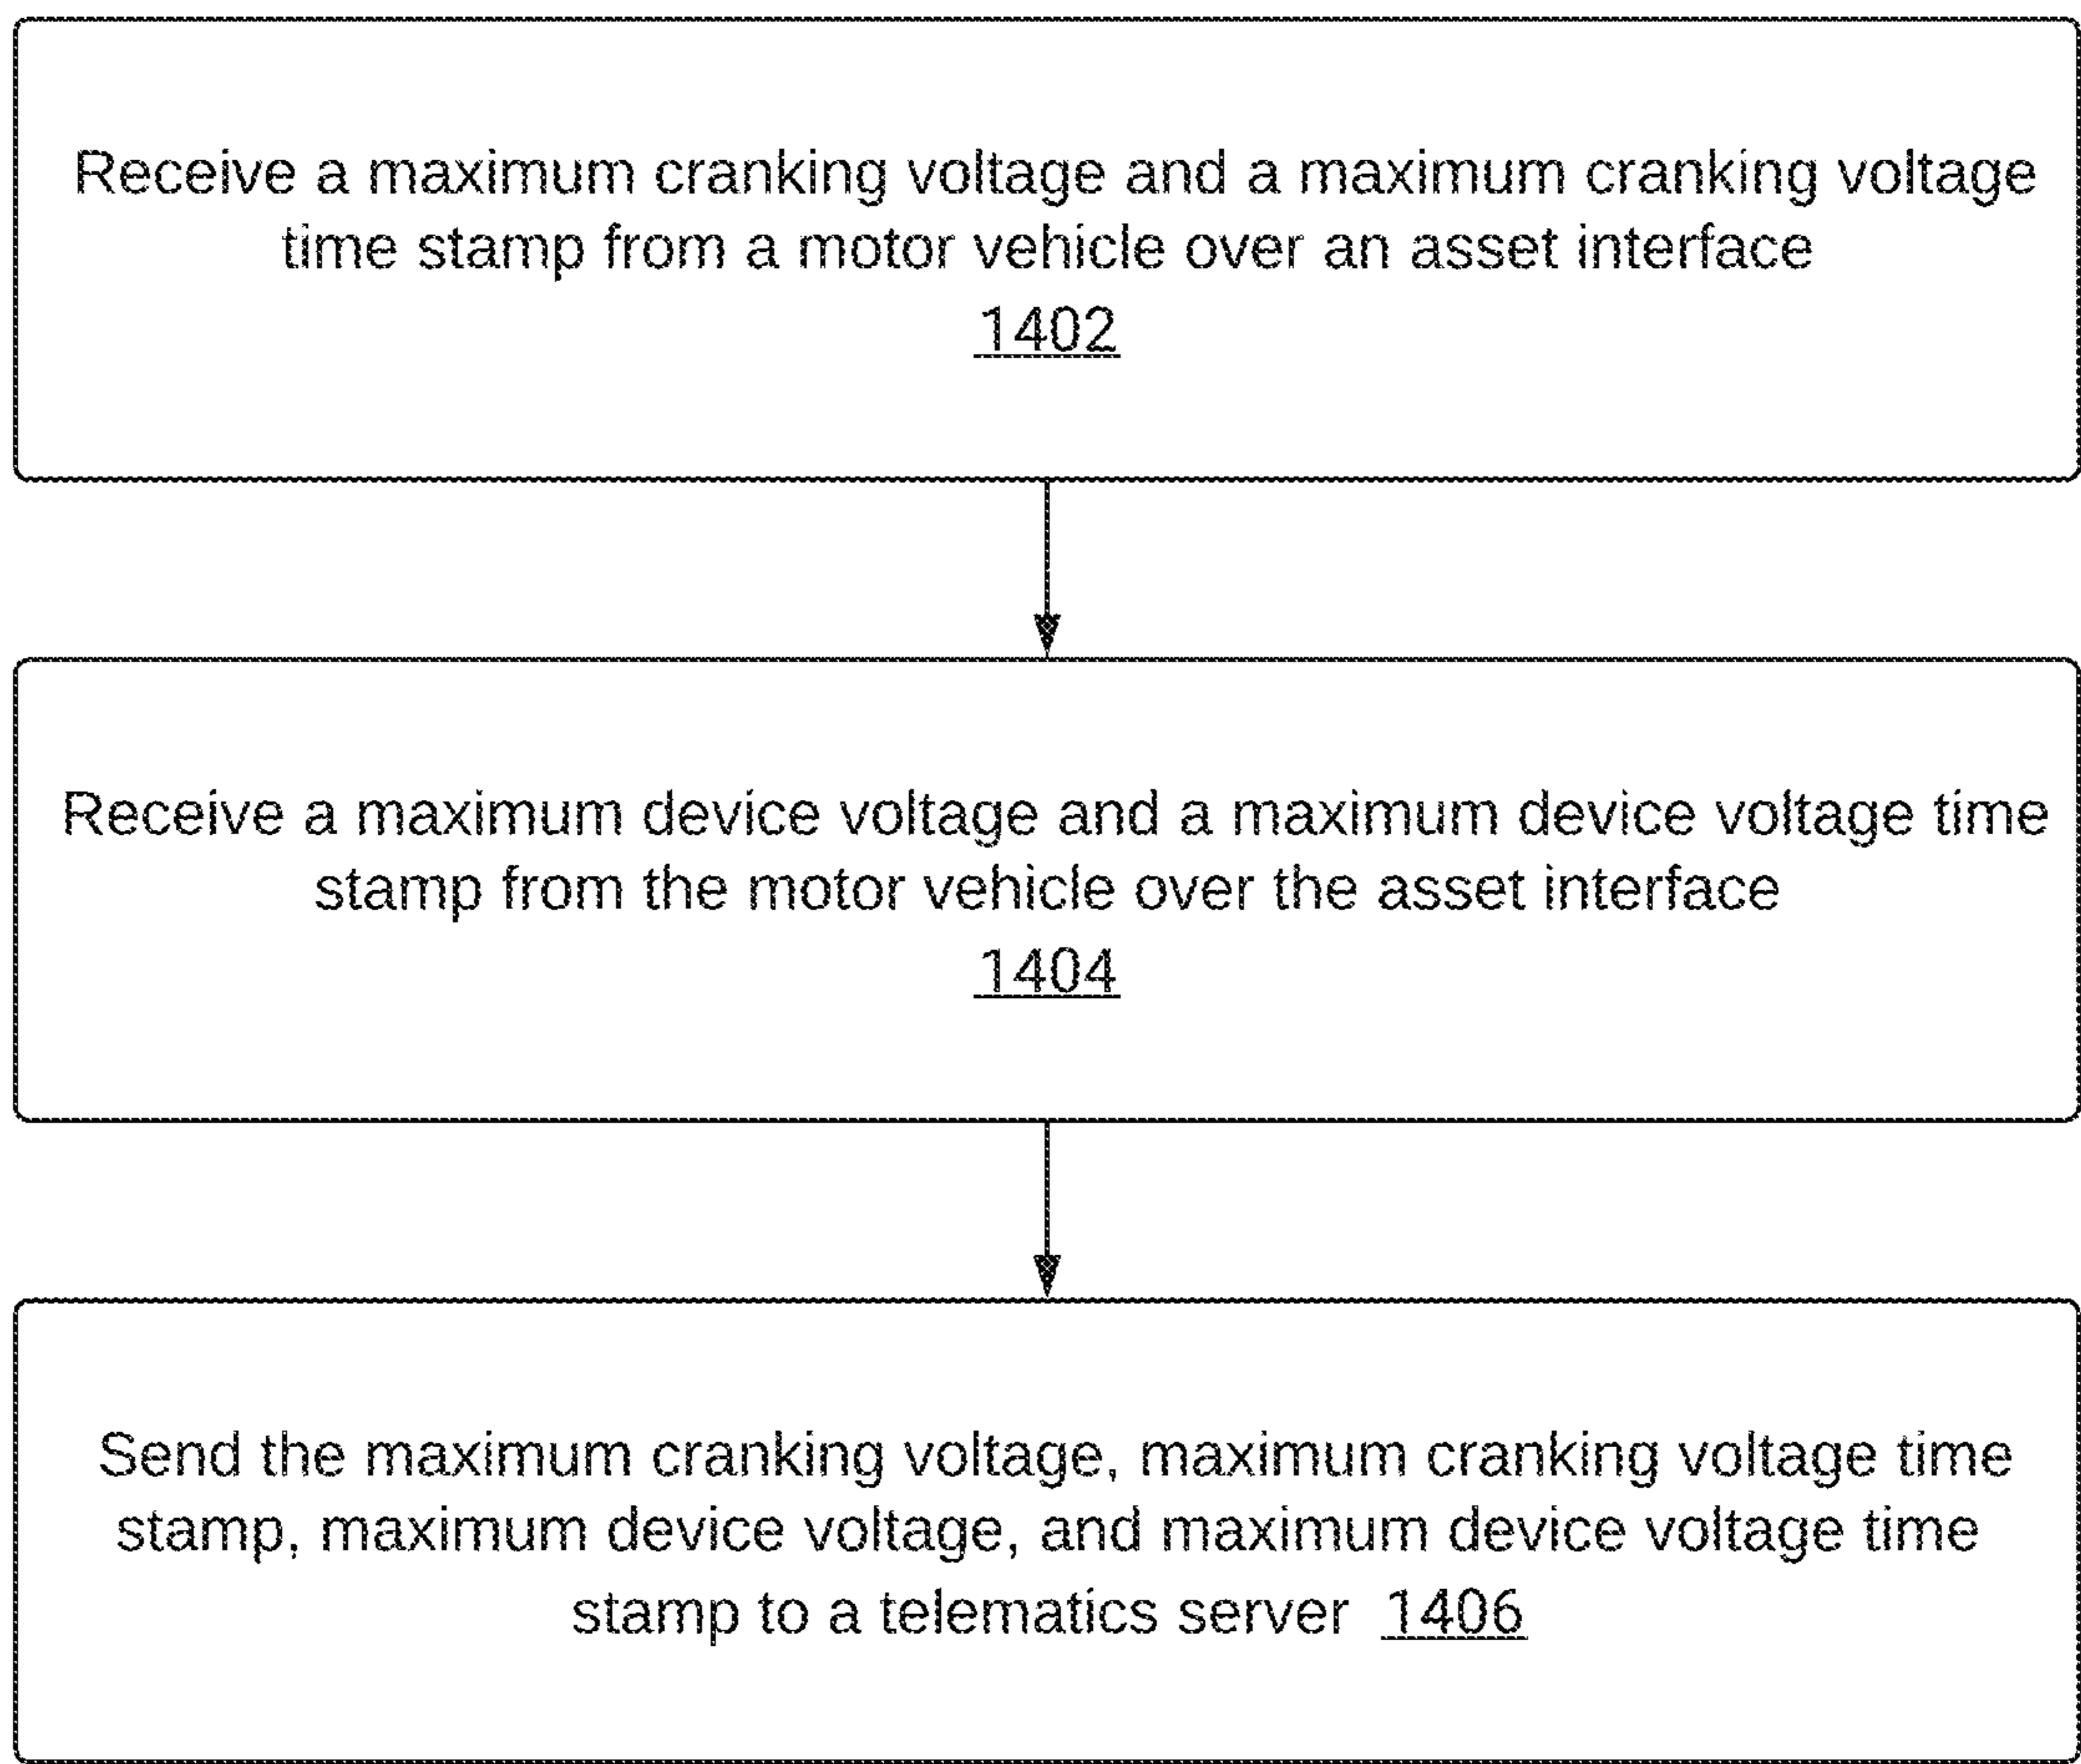 Receive a maximum cranking voltage and a maximum cranking voltage
time stamp from a motor vehicle over an asset interface
1402
Receive a maximum device voltage and a maximum device voltage time
stamp from the motor vehicle over the asset interface
1404
Send the maximum cranking voltage, maximum cranking voltage time
stamp, maximum device voltage, and maximum device voltage time
stamp to a telematics server 1406